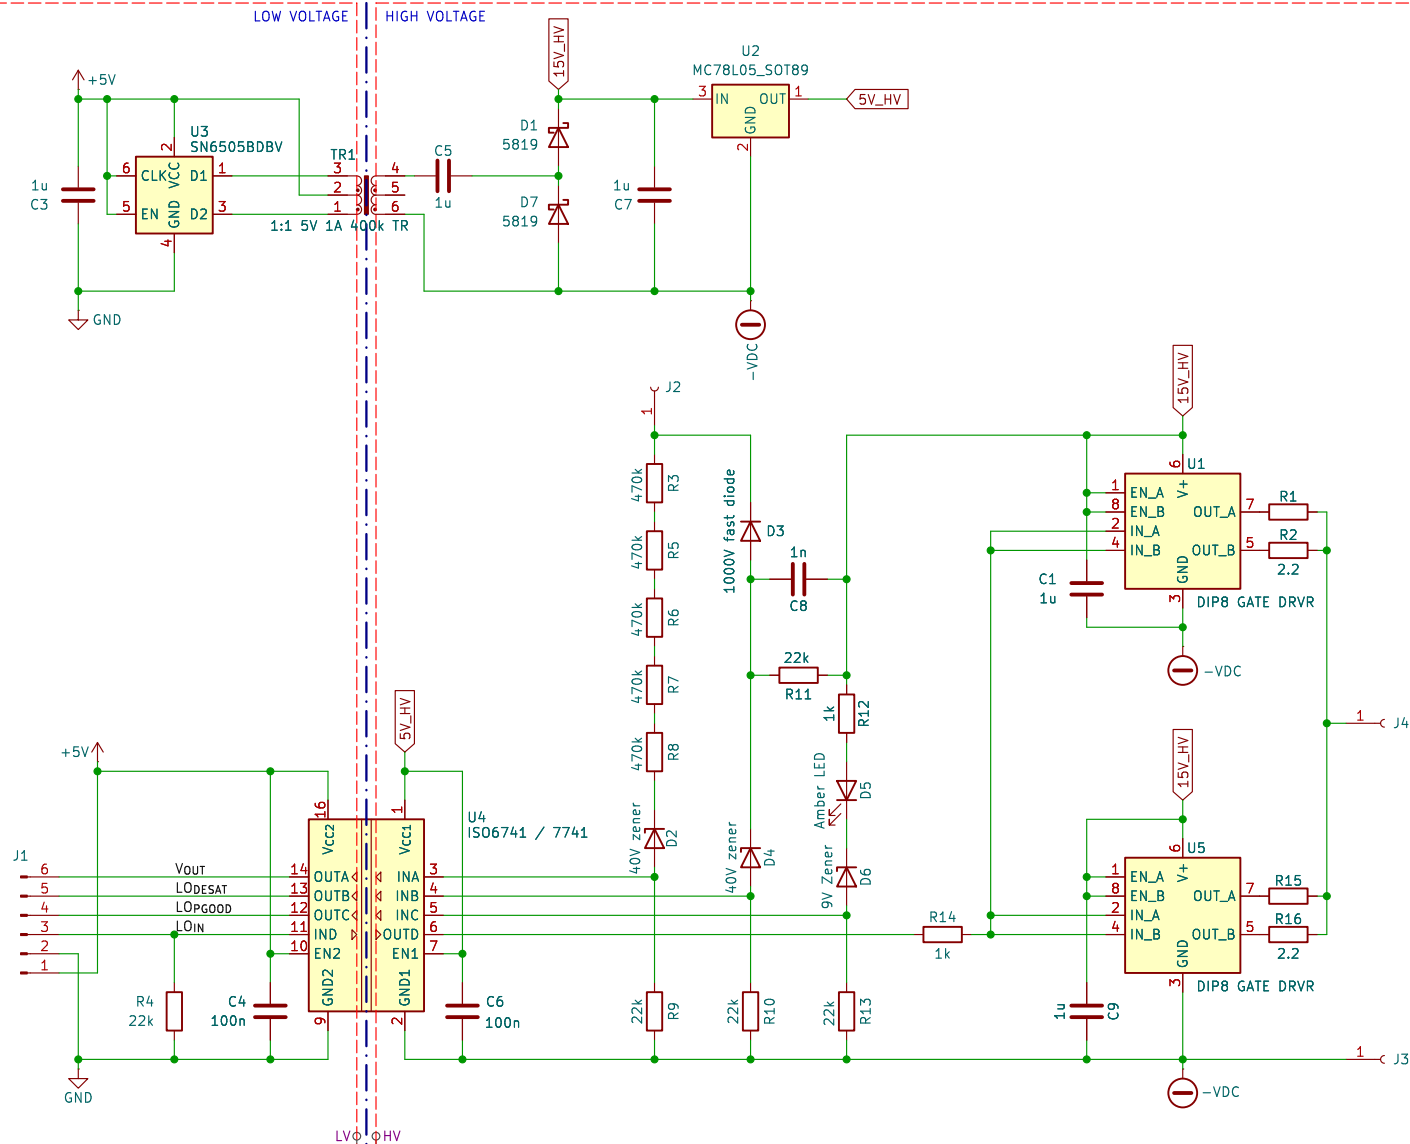 LOW VOLTAGE
HIGH VOLTAGE
+5V
U3
SN6505BDBV
6 CLK
VCC 2
D1 1
5 EN
GND 4
D2 3
1u
C3
GND
TR1
3
2
1
4
5
6
1:1 5V 1A 400k TR
C5
1u
15V_HV
D1
5819
D7
5819
1u
C7
U2
MC78L05_SOT89
3 IN
OUT 1
GND
2
5V_HV
-VDC
J2
1
470k R3
470k R5
470k R6
470k R7
470k R8
40V zener D2
1000V fast diode
D3
1n
C8
22k
R11
40V zener D4
1k R12
Amber LED D5
9V Zener D6
15V_HV
U1
6
V+
1 EN_A
8 EN_B
2 IN_A
4 IN_B
OUT_A 7
OUT_B 5
GND
3
R1
R2
2.2
C1
1u
DIP8 GATE DRVR
-VDC
1 J4
15V_HV
U5
6
V+
1 EN_A
8 EN_B
2 IN_A
4 IN_B
OUT_A 7
OUT_B 5
GND
3
R15
R16
2.2
DIP8 GATE DRVR
1u C9
-VDC
1 J3
R14
1k
+5V
5V_HV
U4
ISO6741 / 7741
16
VCC2
1
VCC1
J1
6 VOUT 14 OUTA
5 LODESAT 13 OUTB
4 LOPGOOD 12 OUTC
3 LOIN 11 IND
2 10 EN2
1
INA 3
INB 4
INC 5
OUTD 6
EN1 7
GND2
9
GND1
2
R4
22k
C4
100n
C6
100n
22k R9
22k R10
22k R13
GND
LV
HV